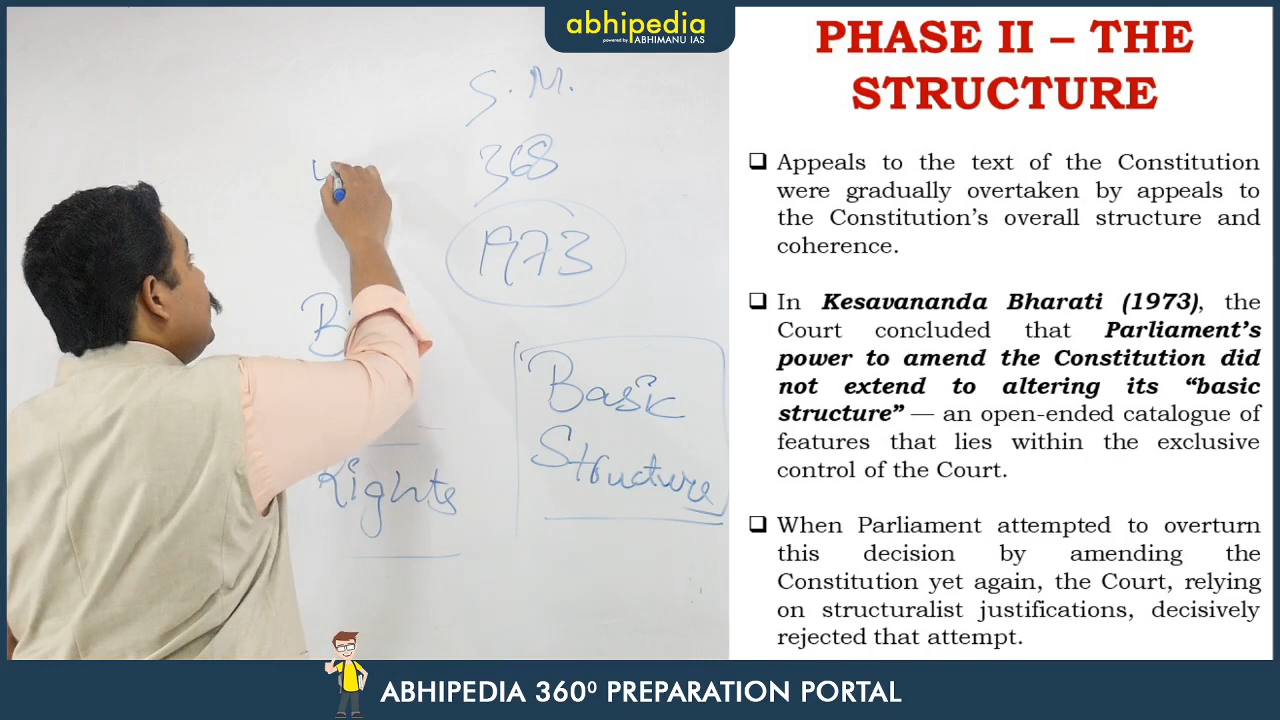 abhipedia
powered by ABHIMANU IAS
S. M.
368
1973
Basic
Structure
Rights
PHASE II – THE
STRUCTURE
❑ Appeals to the text of the Constitution
were gradually overtaken by appeals to
the Constitution’s overall structure and
coherence.
❑ In Kesavananda Bharati (1973), the
Court concluded that Parliament’s
power to amend the Constitution did
not extend to altering its “basic
structure” — an open-ended catalogue of
features that lies within the exclusive
control of the Court.
❑ When Parliament attempted to overturn
this decision by amending the
Constitution yet again, the Court, relying
on structuralist justifications, decisively
rejected that attempt.
ABHIPEDIA 360⁰ PREPARATION PORTAL